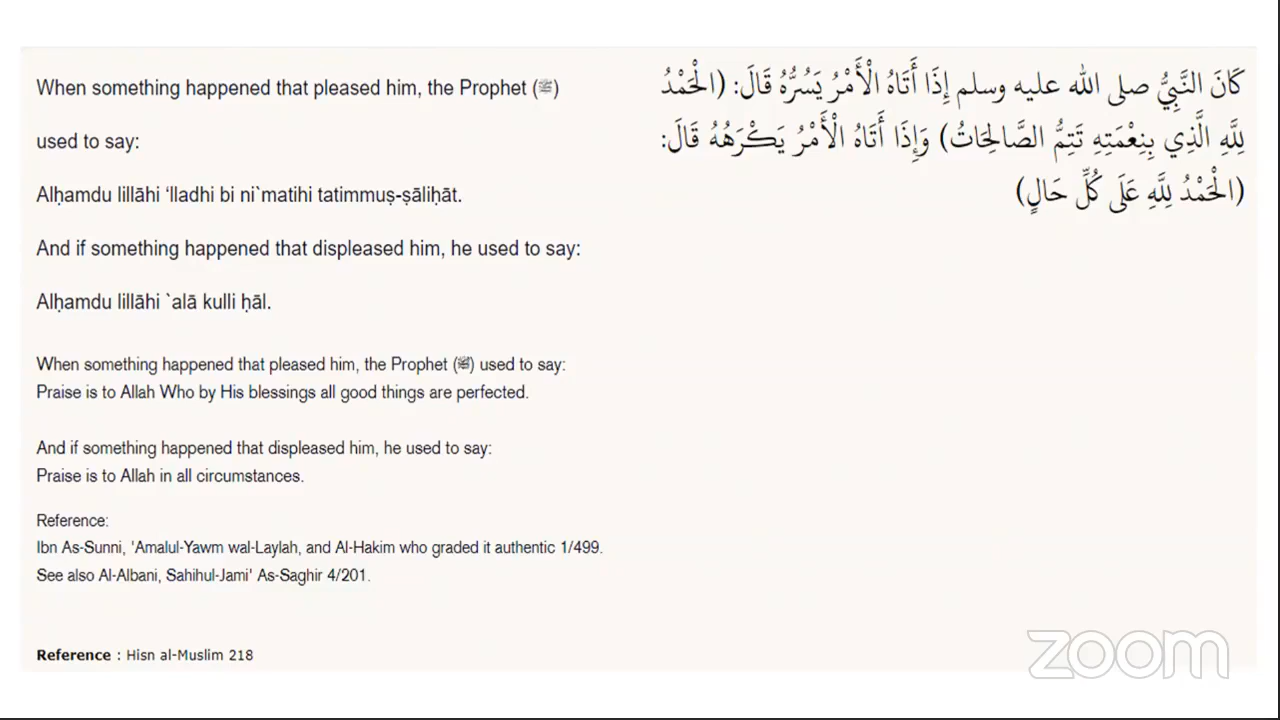 When something happened that pleased him, the Prophet (ﷺ)
used to say:
Alḥamdu lillāhi ‘lladhi bi ni`matihi tatimmuṣ-ṣāliḥāt.
And if something happened that displeased him, he used to say:
Alḥamdu lillāhi `alā kulli ḥāl.
When something happened that pleased him, the Prophet (ﷺ) used to say:
Praise is to Allah Who by His blessings all good things are perfected.
And if something happened that displeased him, he used to say:
Praise is to Allah in all circumstances.
Reference:
Ibn As-Sunni, 'Amalul-Yawm wal-Laylah, and Al-Hakim who graded it authentic 1/499.
See also Al-Albani, Sahihul-Jami' As-Saghir 4/201.
Reference : Hisn al-Muslim 218
كَانَ النَّبِيُّ صلى الله عليه وسلم إِذَا أَتَاهُ الْأَمْرُ يَسُرُّهُ قَالَ: (الْحَمْدُ
لِلَّهِ الَّذِي بِنِعْمَتِهِ تَتِمُّ الصَّالِحَاتُ) وَإِذَا أَتَاهُ الْأَمْرُ يَكْرَهُهُ قَالَ:
(الْحَمْدُ لِلَّهِ عَلَى كُلِّ حَالٍ)
zoom